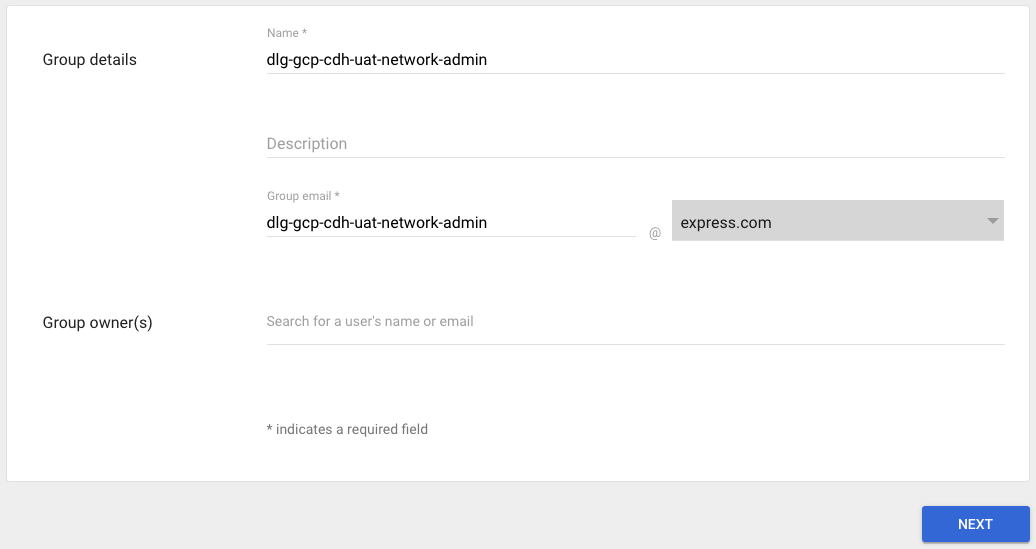 Name *
Group details
dlg-gcp-cdh-uat-network-admin
Description
Group email *
dlg-gcp-cdh-uat-network-admin @ express.com
Group owner(s)
Search for a user's name or email
* indicates a required field
NEXT